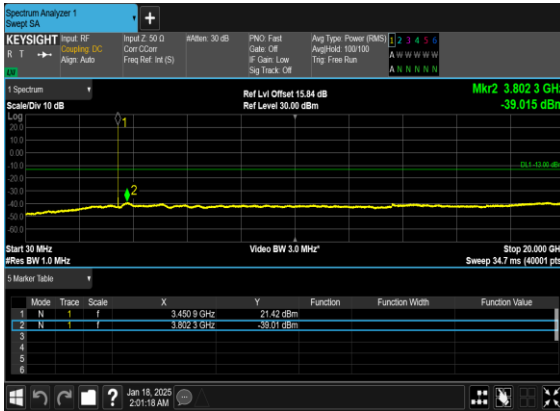 Spectrum Analyzer 1
Swept SA
+
KEYSIGHT Input: RF Input Z: 50 Ω #Atten: 30 dB PNO: Fast Avg Type: Power (RMS) 1 2 3 4 5 6
R T Coupling: DC Corr CCorr Gate: Off Avg|Hold: 100/100 A W W W W W
Align: Auto Freq Ref: Int (S) IF Gain: Low Trig: Free Run
Sig Track: Off A N N N N N
1 Spectrum Ref Lvl Offset 15.84 dB Mkr2 3.802 3 GHz
Scale/Div 10 dB Ref Level 30.00 dBm -39.015 dBm
Log
20.0
10.0
0.00
-10.0
DL1 -13.00 dBm
-20.0
-30.0
-40.0
-50.0
-60.0
1
2
Start 30 MHz Video BW 3.0 MHz* Stop 20.000 GHz
#Res BW 1.0 MHz Sweep 34.7 ms (40001 pts)
5 Marker Table
Mode Trace Scale X Y Function Function Width Function Value
1 N 1 f 3.450 9 GHz 21.42 dBm
2 N 1 f 3.802 3 GHz -39.01 dBm
3
4
5
6
? Jan 18, 2025
2:01:18 AM